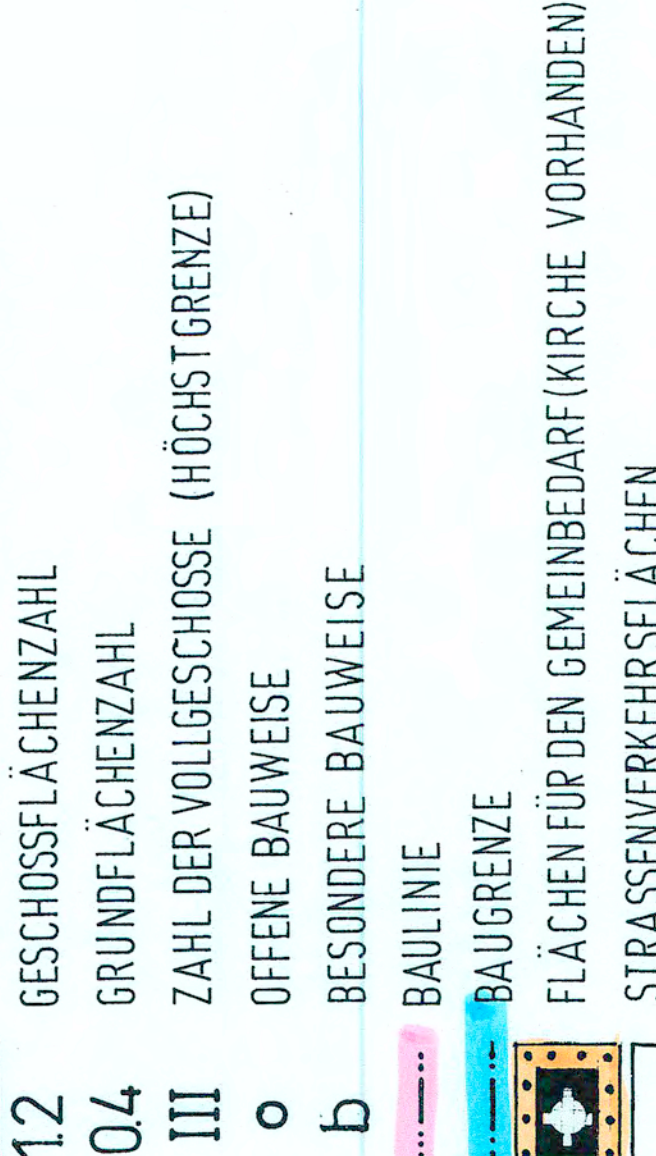 1.2 GESCHOSSFLÄCHENZAHL
0.4 GRUNDFLÄCHENZAHL
III ZAHL DER VOLLGESCHOSSE (HÖCHSTGRENZE)
o OFFENE BAUWEISE
b BESONDERE BAUWEISE
BAULINIE
BAUGRENZE
FLÄCHEN FÜR DEN GEMEINBEDARF (KIRCHE VORHANDEN)
STRASSENVERKEHRSFLÄCHEN